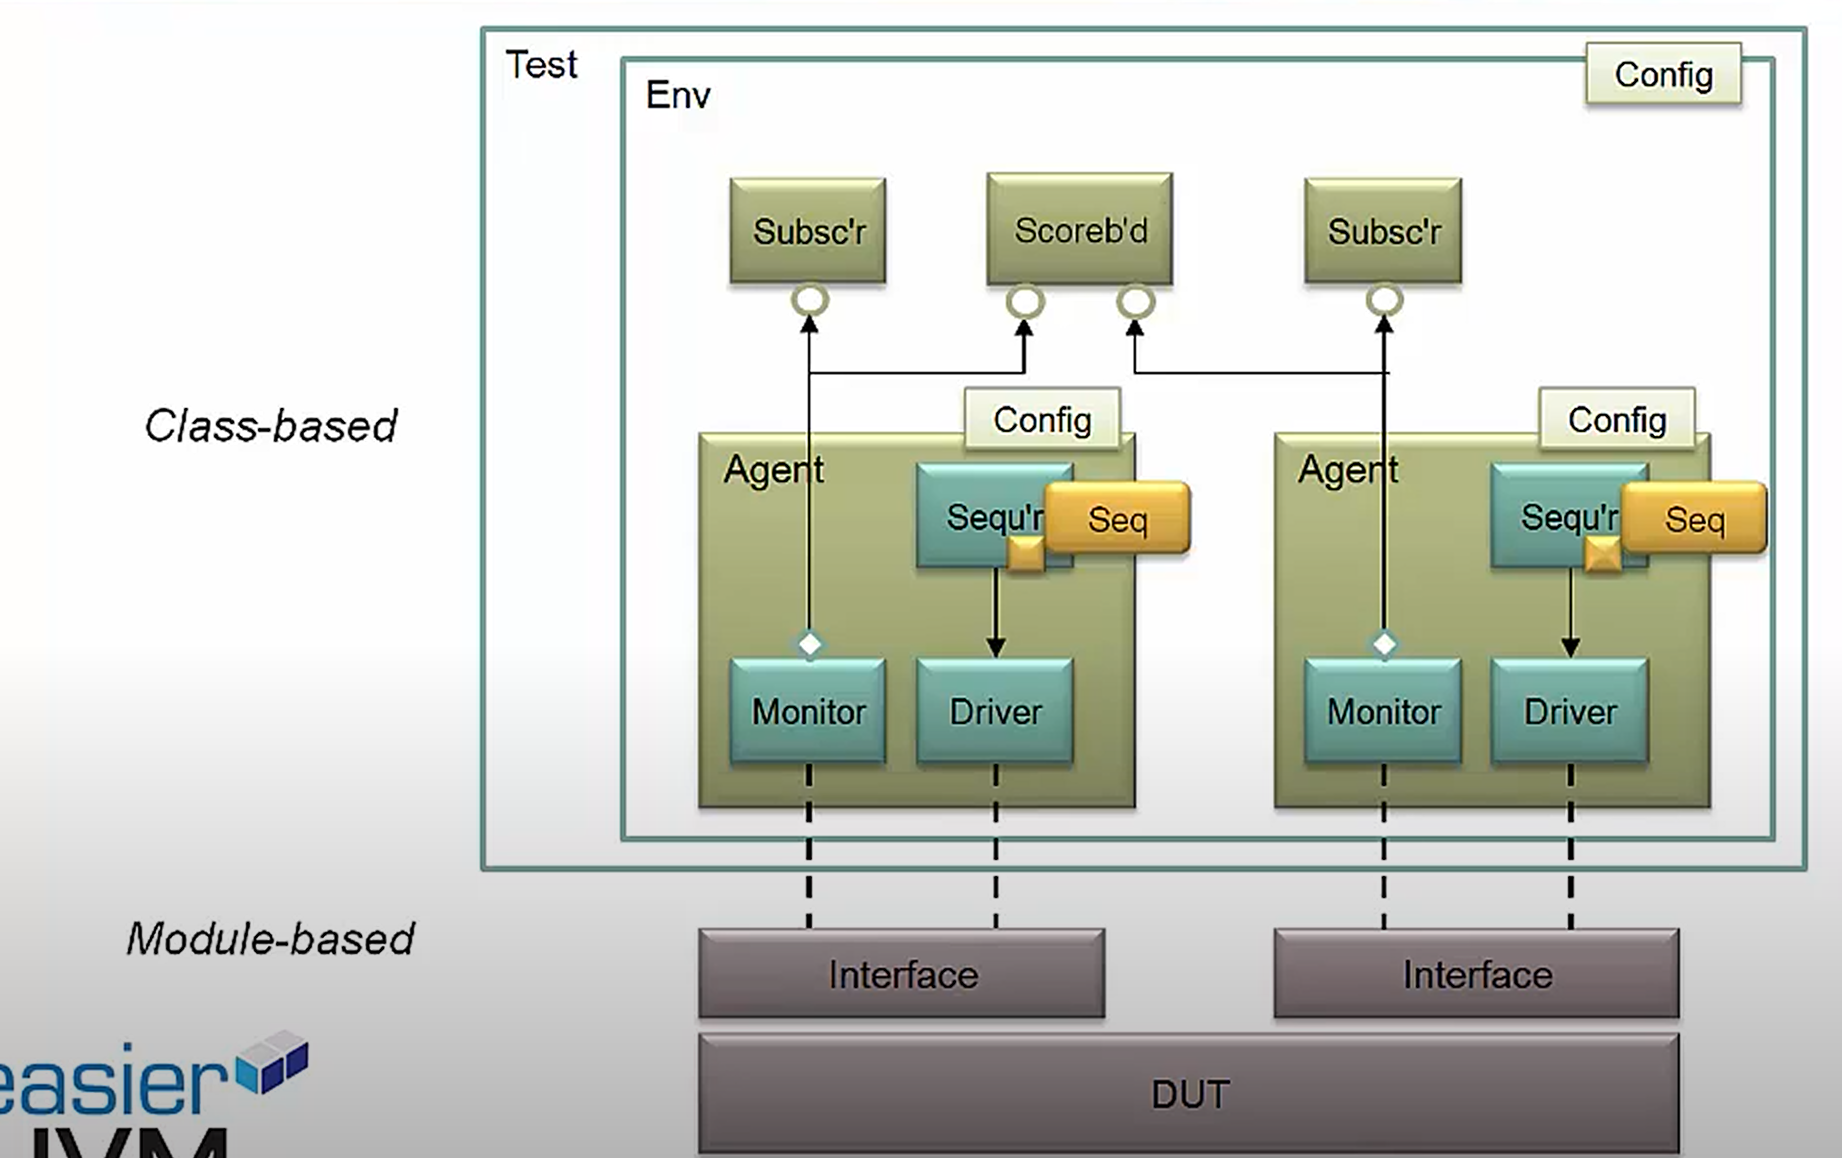 Test
Config
Env
Subsc'r
Scoreb'd
Subsc'r
Class-based
Config
Config
Agent
Sequ'r
Seq
Agent
Sequ'r
Seq
Monitor
Driver
Monitor
Driver
Module-based
Interface
Interface
easier
DUT